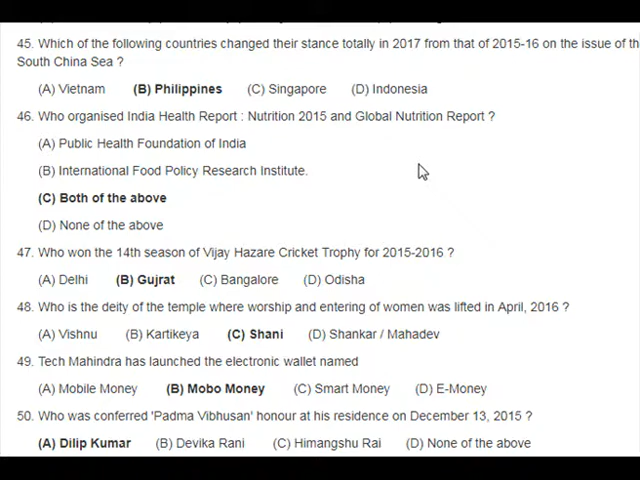 45. Which of the following countries changed their stance totally in 2017 from that of 2015-16 on the issue of th
South China Sea ?
(A) Vietnam (B) Philippines (C) Singapore (D) Indonesia
46. Who organised India Health Report : Nutrition 2015 and Global Nutrition Report ?
(A) Public Health Foundation of India
(B) International Food Policy Research Institute.
(C) Both of the above
(D) None of the above
47. Who won the 14th season of Vijay Hazare Cricket Trophy for 2015-2016 ?
(A) Delhi (B) Gujrat (C) Bangalore (D) Odisha
48. Who is the deity of the temple where worship and entering of women was lifted in April, 2016 ?
(A) Vishnu (B) Kartikeya (C) Shani (D) Shankar / Mahadev
49. Tech Mahindra has launched the electronic wallet named
(A) Mobile Money (B) Mobo Money (C) Smart Money (D) E-Money
50. Who was conferred 'Padma Vibhusan' honour at his residence on December 13, 2015 ?
(A) Dilip Kumar (B) Devika Rani (C) Himangshu Rai (D) None of the above